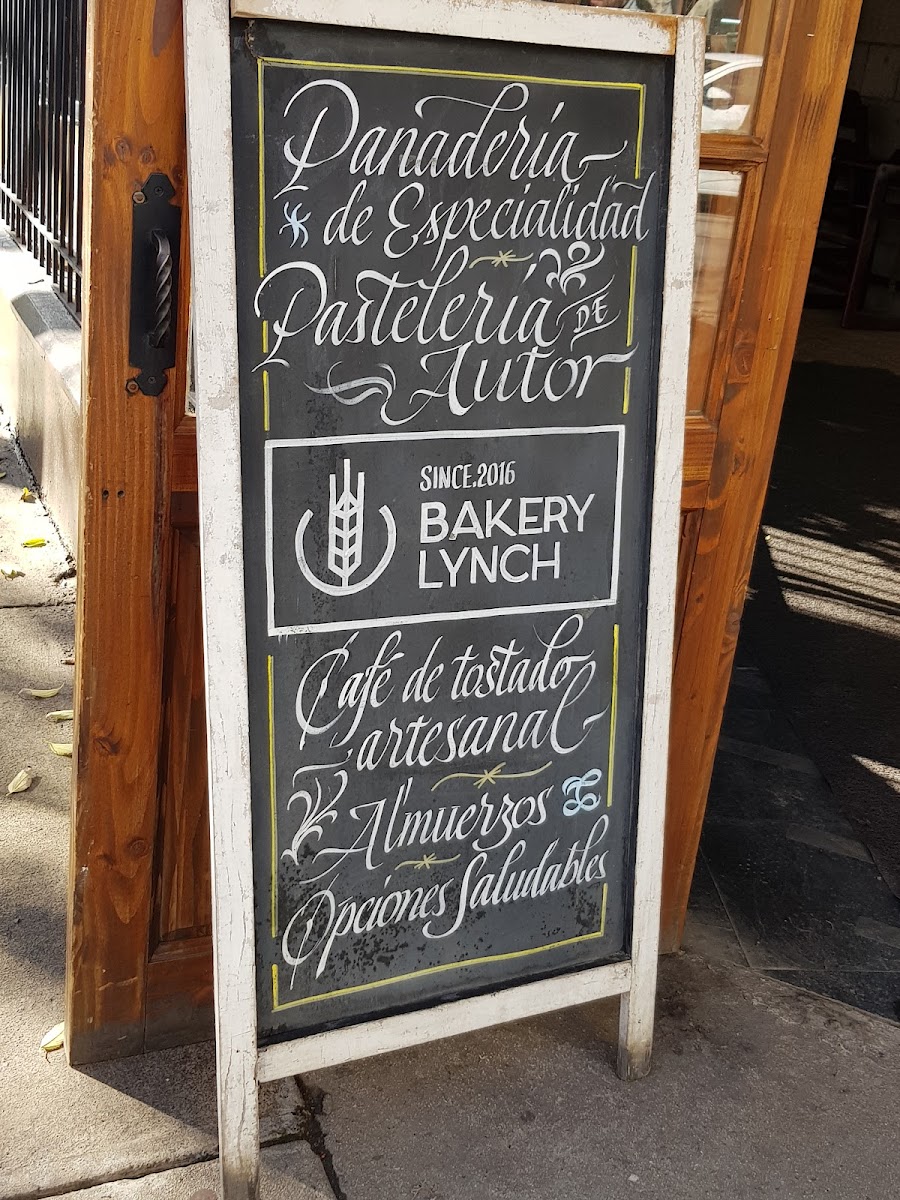 Panadería
de Especialidad
Pastelería DE
Autor
SINCE.2016
BAKERY
LYNCH
Café de tostado
artesanal
Almuerzos
Opciones Saludables